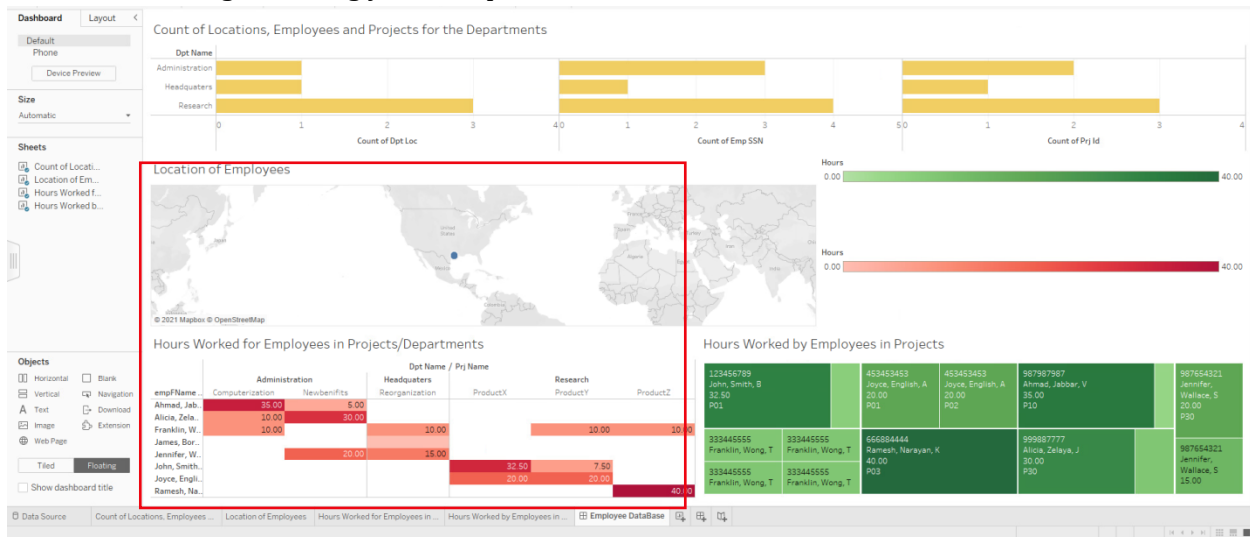 Dashboard Layout <
Default
Phone
Device Preview
Size
Automatic
Sheets
Count of Locati...
Location of Em...
Hours Worked f...
Hours Worked b...
Objects
Horizontal Blank
Vertical Navigation
Text Download
Image Extension
Web Page
Tiled Floating
Show dashboard title
Count of Locations, Employees and Projects for the Departments
Dpt Name
Administration
Headquaters
Research
0 1 2 3 4
Count of Dpt Loc
0 1 2 3 4 5
Count of Emp SSN
0 1 2 3 4
Count of Prj Id
Location of Employees
United
States
Mexico
Algeria
Iran
India
© 2021 Mapbox © OpenStreetMap
Hours
0.00 40.00
Hours
0.00 40.00
Hours Worked for Employees in Projects/Departments
Dpt Name / Prj Name
Administration Headquaters Research
empFName .. Computerization Newbenifits Reorganization ProductX ProductY ProductZ
Ahmad, Jab.. 35.00 5.00
Alicia, Zela.. 10.00 30.00
Franklin, W.. 10.00 10.00 10.00 10.00
James, Bor..
Jennifer, W.. 20.00 15.00
John, Smith.. 32.50 7.50
Joyce, Engli.. 20.00 20.00
Ramesh, Na.. 40.00
Hours Worked by Employees in Projects
123456789
John, Smith, B
32.50
P01
453453453
Joyce, English, A
20.00
P01
453453453
Joyce, English, A
20.00
P02
987987987
Ahmad, Jabbar, V
35.00
P10
987654321
Jennifer,
Wallace, S
20.00
P30
333445555
Franklin, Wong, T
333445555
Franklin, Wong, T
333445555
Franklin, Wong, T
333445555
Franklin, Wong, T
666884444
Ramesh, Narayan, K
40.00
P03
999887777
Alicia, Zelaya, J
30.00
P30
987654321
Jennifer,
Wallace, S
15.00
Data Source Count of Locations, Employees ... Location of Employees Hours Worked for Employees in ... Hours Worked by Employees in ... Employee DataBase